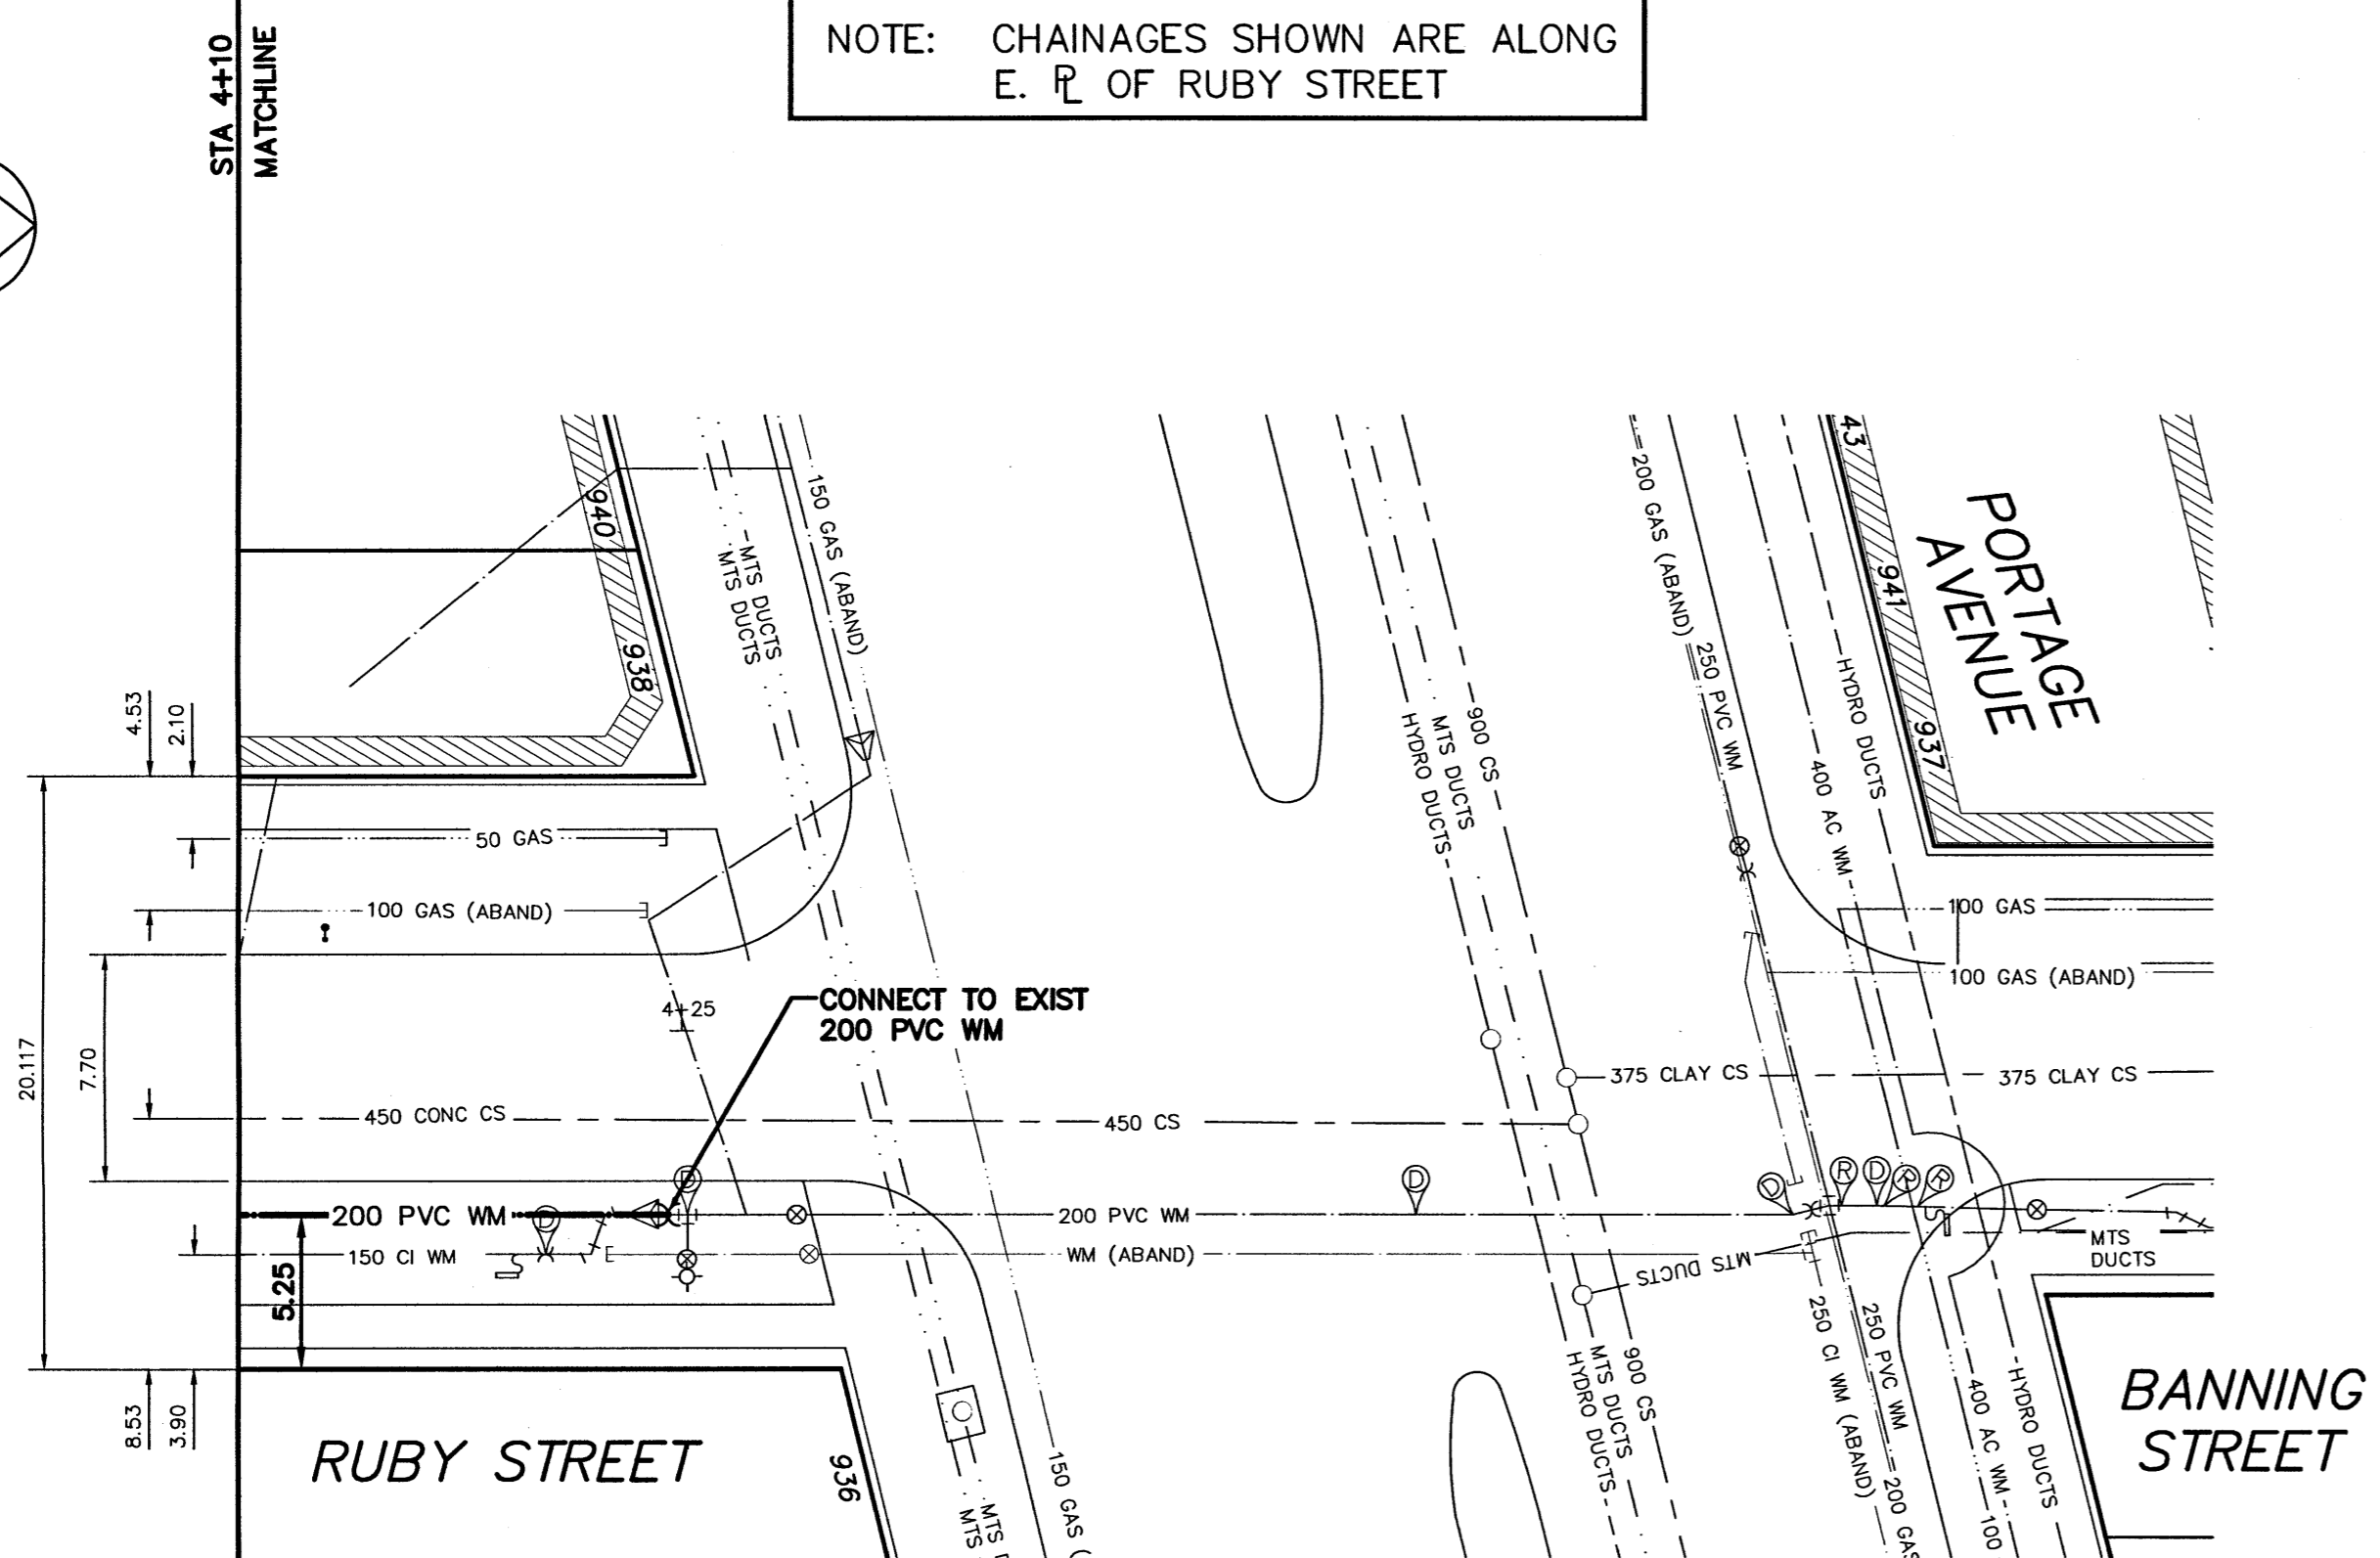 STA 4+10
MATCHLINE
NOTE: CHAINAGES SHOWN ARE ALONG
E. ⅊ OF RUBY STREET
940
938
MTS DUCTS
MTS DUCTS
150 GAS (ABAND)
HYDRO DUCTS
MTS DUCTS
900 CS
200 GAS (ABAND)
250 PVC WM
400 AC WM
HYDRO DUCTS
43
941
937
PORTAGE
AVENUE
4.53
2.10
20.117
7.70
50 GAS
100 GAS (ABAND)
100 GAS
100 GAS (ABAND)
4+25
CONNECT TO EXIST
200 PVC WM
450 CONC CS
450 CS
375 CLAY CS
375 CLAY CS
D
D
D
D
R
D
R
R
200 PVC WM
200 PVC WM
150 CI WM
WM (ABAND)
MTS DUCTS
MTS
DUCTS
5.25
8.53
3.90
RUBY STREET
936
MTS
MTS
150 GAS (
HYDRO DUCTS
MTS DUCTS
900 CS
250 CI WM (ABAND)
250 PVC WM
200 GAS
400 AC WM
100
HYDRO DUCTS
BANNING
STREET